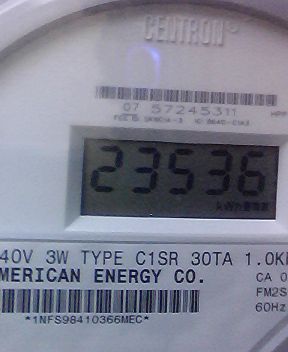 CENTRON®
07 57245311
23536
kWh
40V 3W TYPE C1SR 30TA 1.0K
MERICAN ENERGY CO.
CA 0
FM2S
60Hz
*1NFS98410366MEC*